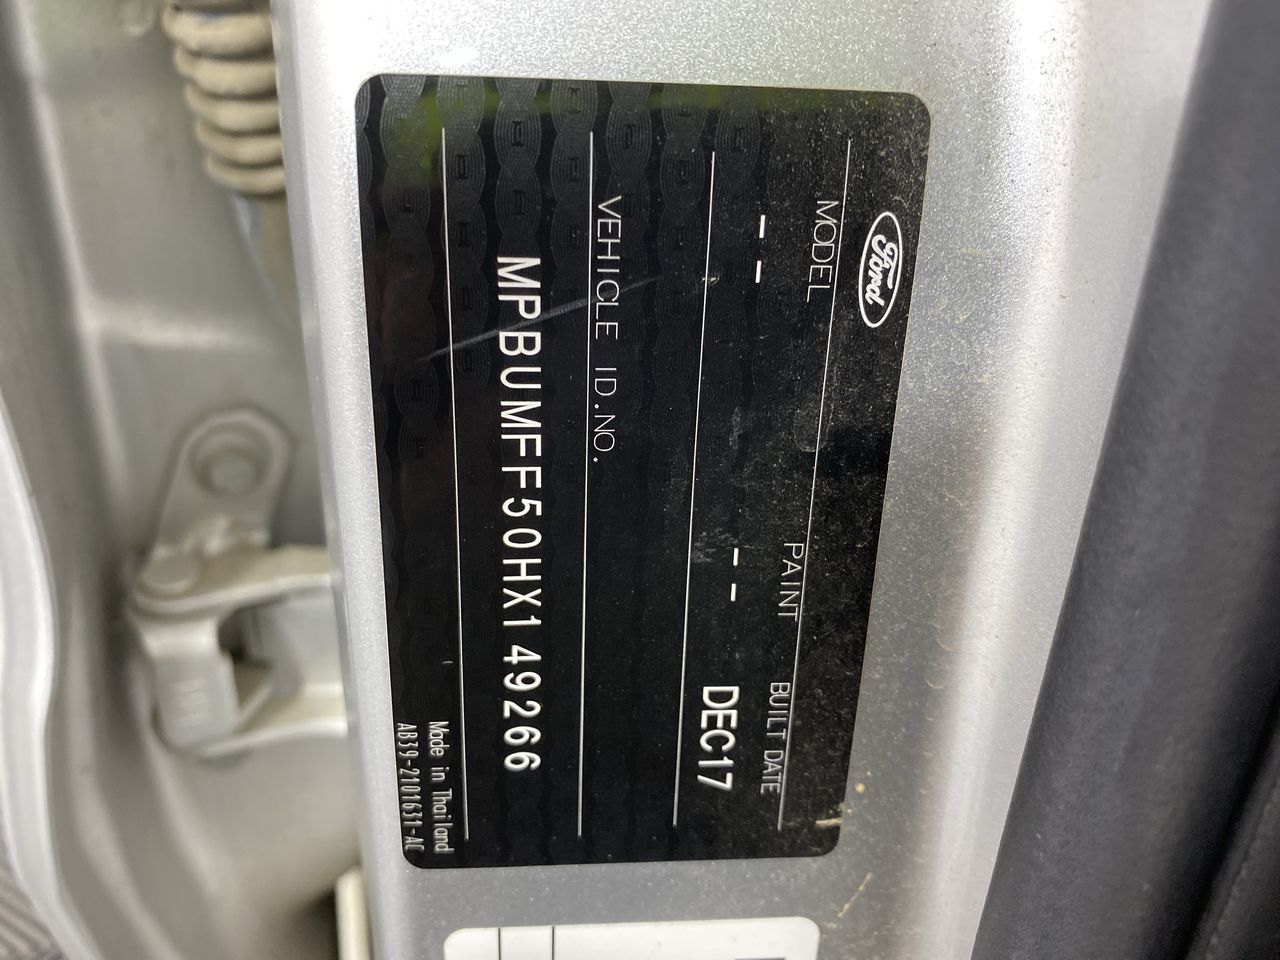 Ford
MODEL PAINT BUILT DATE
-- -- DEC17
VEHICLE ID.NO.
MPBUMFF50HX149266
Made in Thailand
AB39-2101631-AC